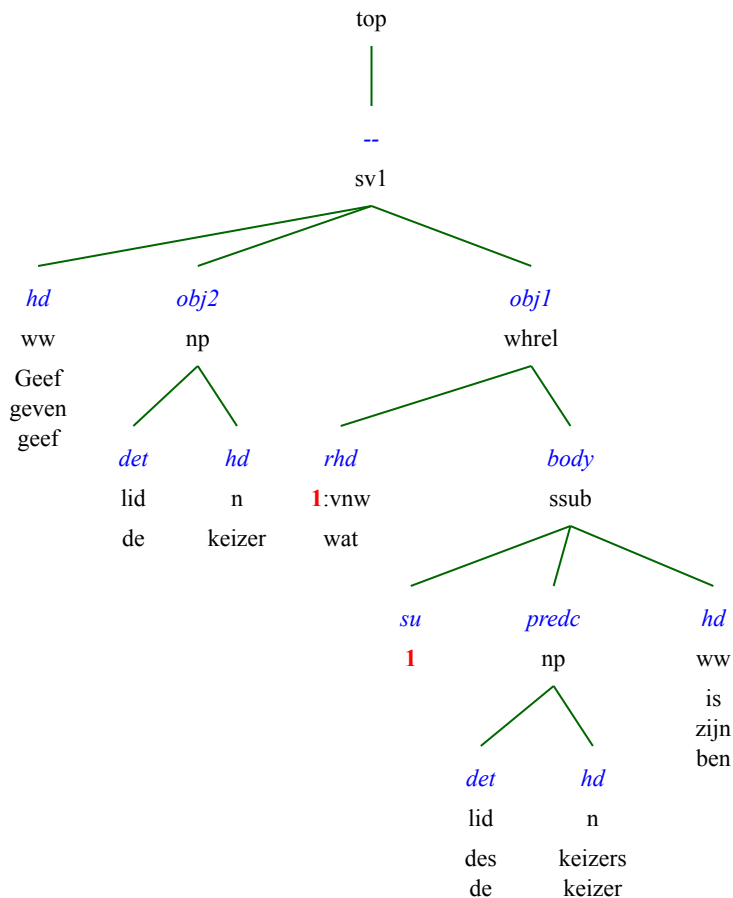 top
--
sv1
hd obj2 obj1
ww np whrel
Geef
geven
geef
det hd rhd body
lid n 1:vnw ssub
de keizer wat
su predc hd
1 np ww
is
zijn
ben
det hd
lid n
des keizers
de keizer